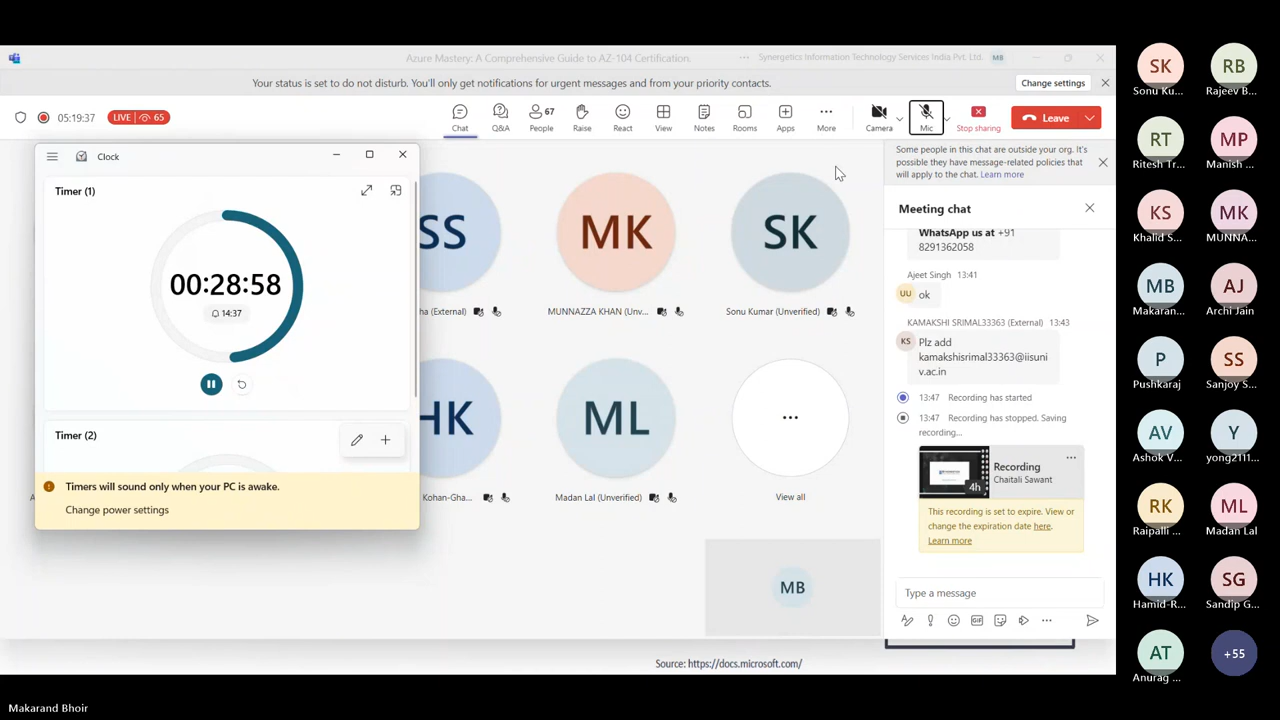 Azure Mastery: A Comprehensive Guide to AZ-104 Certification.
Synergetics Information Technology Services India Pvt. Ltd.
MB
Your status is set to do not disturb. You'll only get notifications for urgent messages and from your priority contacts.
Change settings
05:19:37
LIVE
65
Chat
Q&A
67
People
Raise
React
View
Notes
Rooms
Apps
More
Camera
Mic
Stop sharing
Leave
Clock
Timer (1)
00:28:58
14:37
Timer (2)
Timers will sound only when your PC is awake.
Change power settings
SS
MK
SK
ha (External)
MUNNAZZA KHAN (Unv...
Sonu Kumar (Unverified)
HK
ML
...
Kohan-Gha...
Madan Lal (Unverified)
View all
MB
Some people in this chat are outside your org. It's
possible they have message-related policies that
will apply to the chat. Learn more
Meeting chat
WhatsApp us at +91
8291362058
Ajeet Singh 13:41
UU
ok
KAMAKSHI SRIMAL33363 (External) 13:43
KS
Plz add
kamakshisrimal33363@iisuni
v.ac.in
13:47 Recording has started
13:47 Recording has stopped. Saving
recording...
4h
Recording
Chaitali Sawant
This recording is set to expire. View or
change the expiration date here.
Learn more
Type a message
GIF
Source: https://docs.microsoft.com/
Makarand Bhoir
SK
Sonu Ku...
RB
Rajeev B...
RT
Ritesh Tr...
MP
Manish ...
KS
Khalid S...
MK
MUNNA...
MB
Makaran...
AJ
Archi Jain
P
Pushkaraj
SS
Sanjoy S...
AV
Ashok V...
Y
yong2111...
RK
Raipalli ...
ML
Madan Lal
HK
Hamid-R...
SG
Sandip G...
AT
Anurag ...
+55